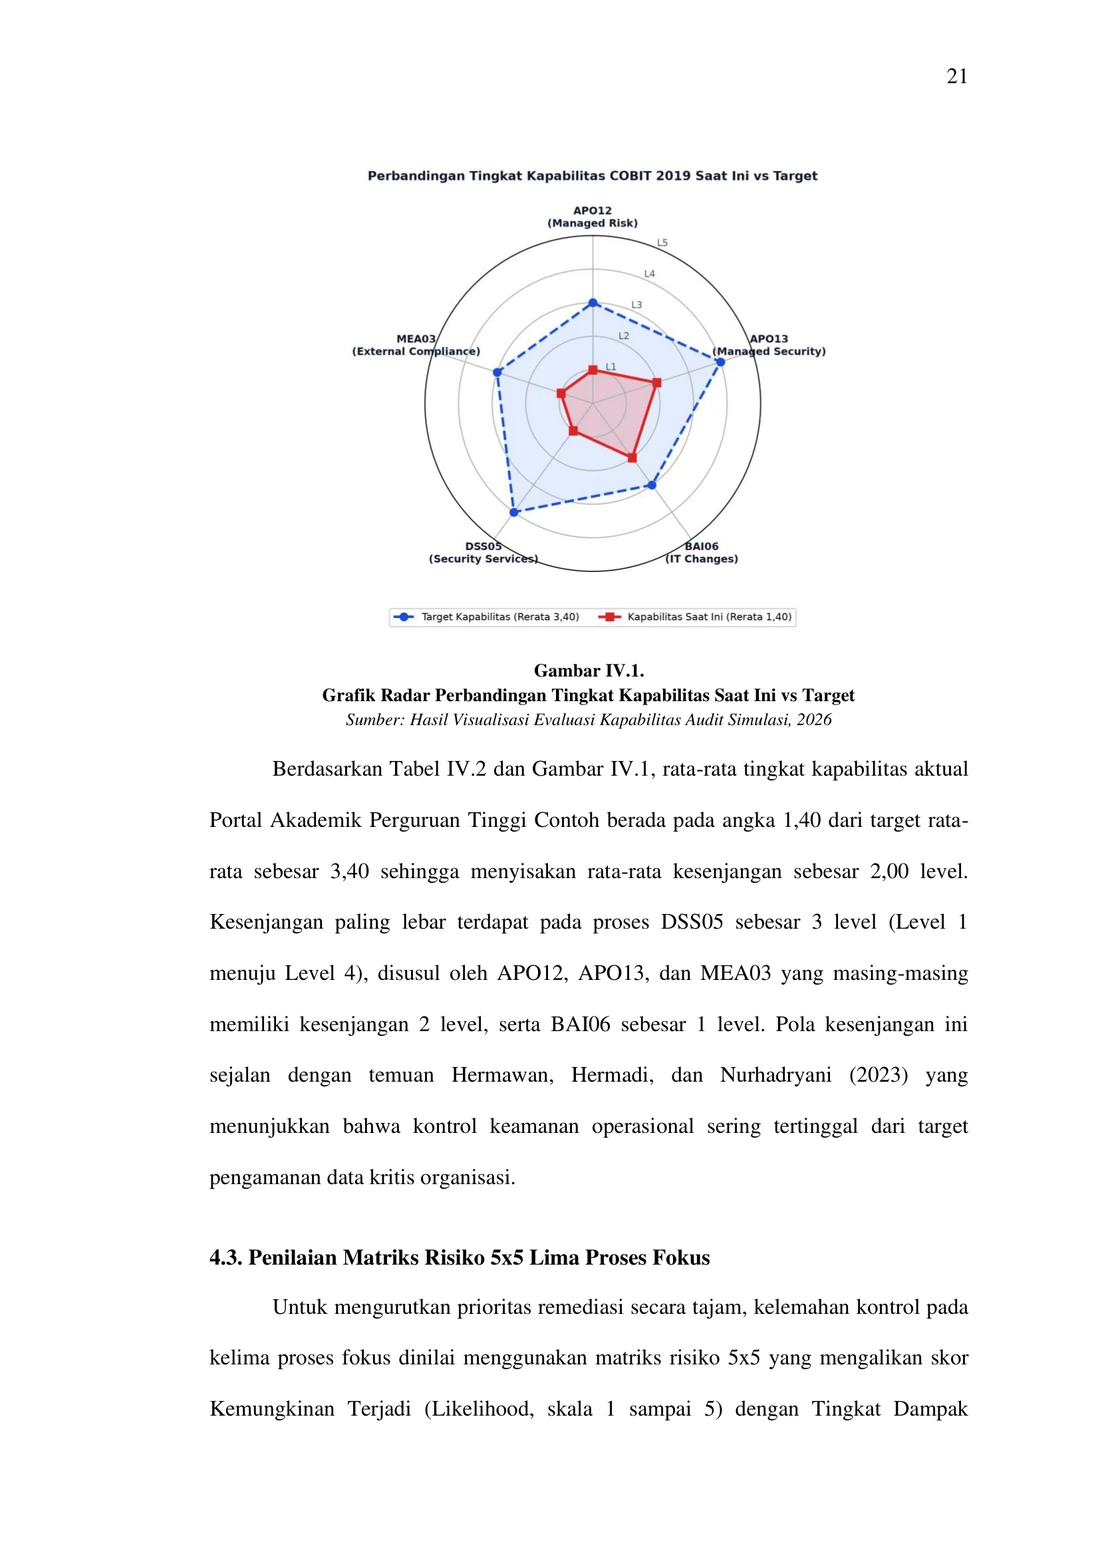 21
Perbandingan Tingkat Kapabilitas COBIT 2019 Saat Ini vs Target
APO12
(Managed Risk)
L5
L4
L3
L2
L1
APO13
(Managed Security)
MEA03
(External Compliance)
DSS05
(Security Services)
BAI06
(IT Changes)
Target Kapabilitas (Rerata 3,40)
Kapabilitas Saat Ini (Rerata 1,40)
Gambar IV.1.
Grafik Radar Perbandingan Tingkat Kapabilitas Saat Ini vs Target
Sumber: Hasil Visualisasi Evaluasi Kapabilitas Audit Simulasi, 2026
Berdasarkan Tabel IV.2 dan Gambar IV.1, rata-rata tingkat kapabilitas aktual
Portal Akademik Perguruan Tinggi Contoh berada pada angka 1,40 dari target rata-
rata sebesar 3,40 sehingga menyisakan rata-rata kesenjangan sebesar 2,00 level.
Kesenjangan paling lebar terdapat pada proses DSS05 sebesar 3 level (Level 1
menuju Level 4), disusul oleh APO12, APO13, dan MEA03 yang masing-masing
memiliki kesenjangan 2 level, serta BAI06 sebesar 1 level. Pola kesenjangan ini
sejalan dengan temuan Hermawan, Hermadi, dan Nurhadryani (2023) yang
menunjukkan bahwa kontrol keamanan operasional sering tertinggal dari target
pengamanan data kritis organisasi.
4.3. Penilaian Matriks Risiko 5x5 Lima Proses Fokus
Untuk mengurutkan prioritas remediasi secara tajam, kelemahan kontrol pada
kelima proses fokus dinilai menggunakan matriks risiko 5x5 yang mengalikan skor
Kemungkinan Terjadi (Likelihood, skala 1 sampai 5) dengan Tingkat Dampak